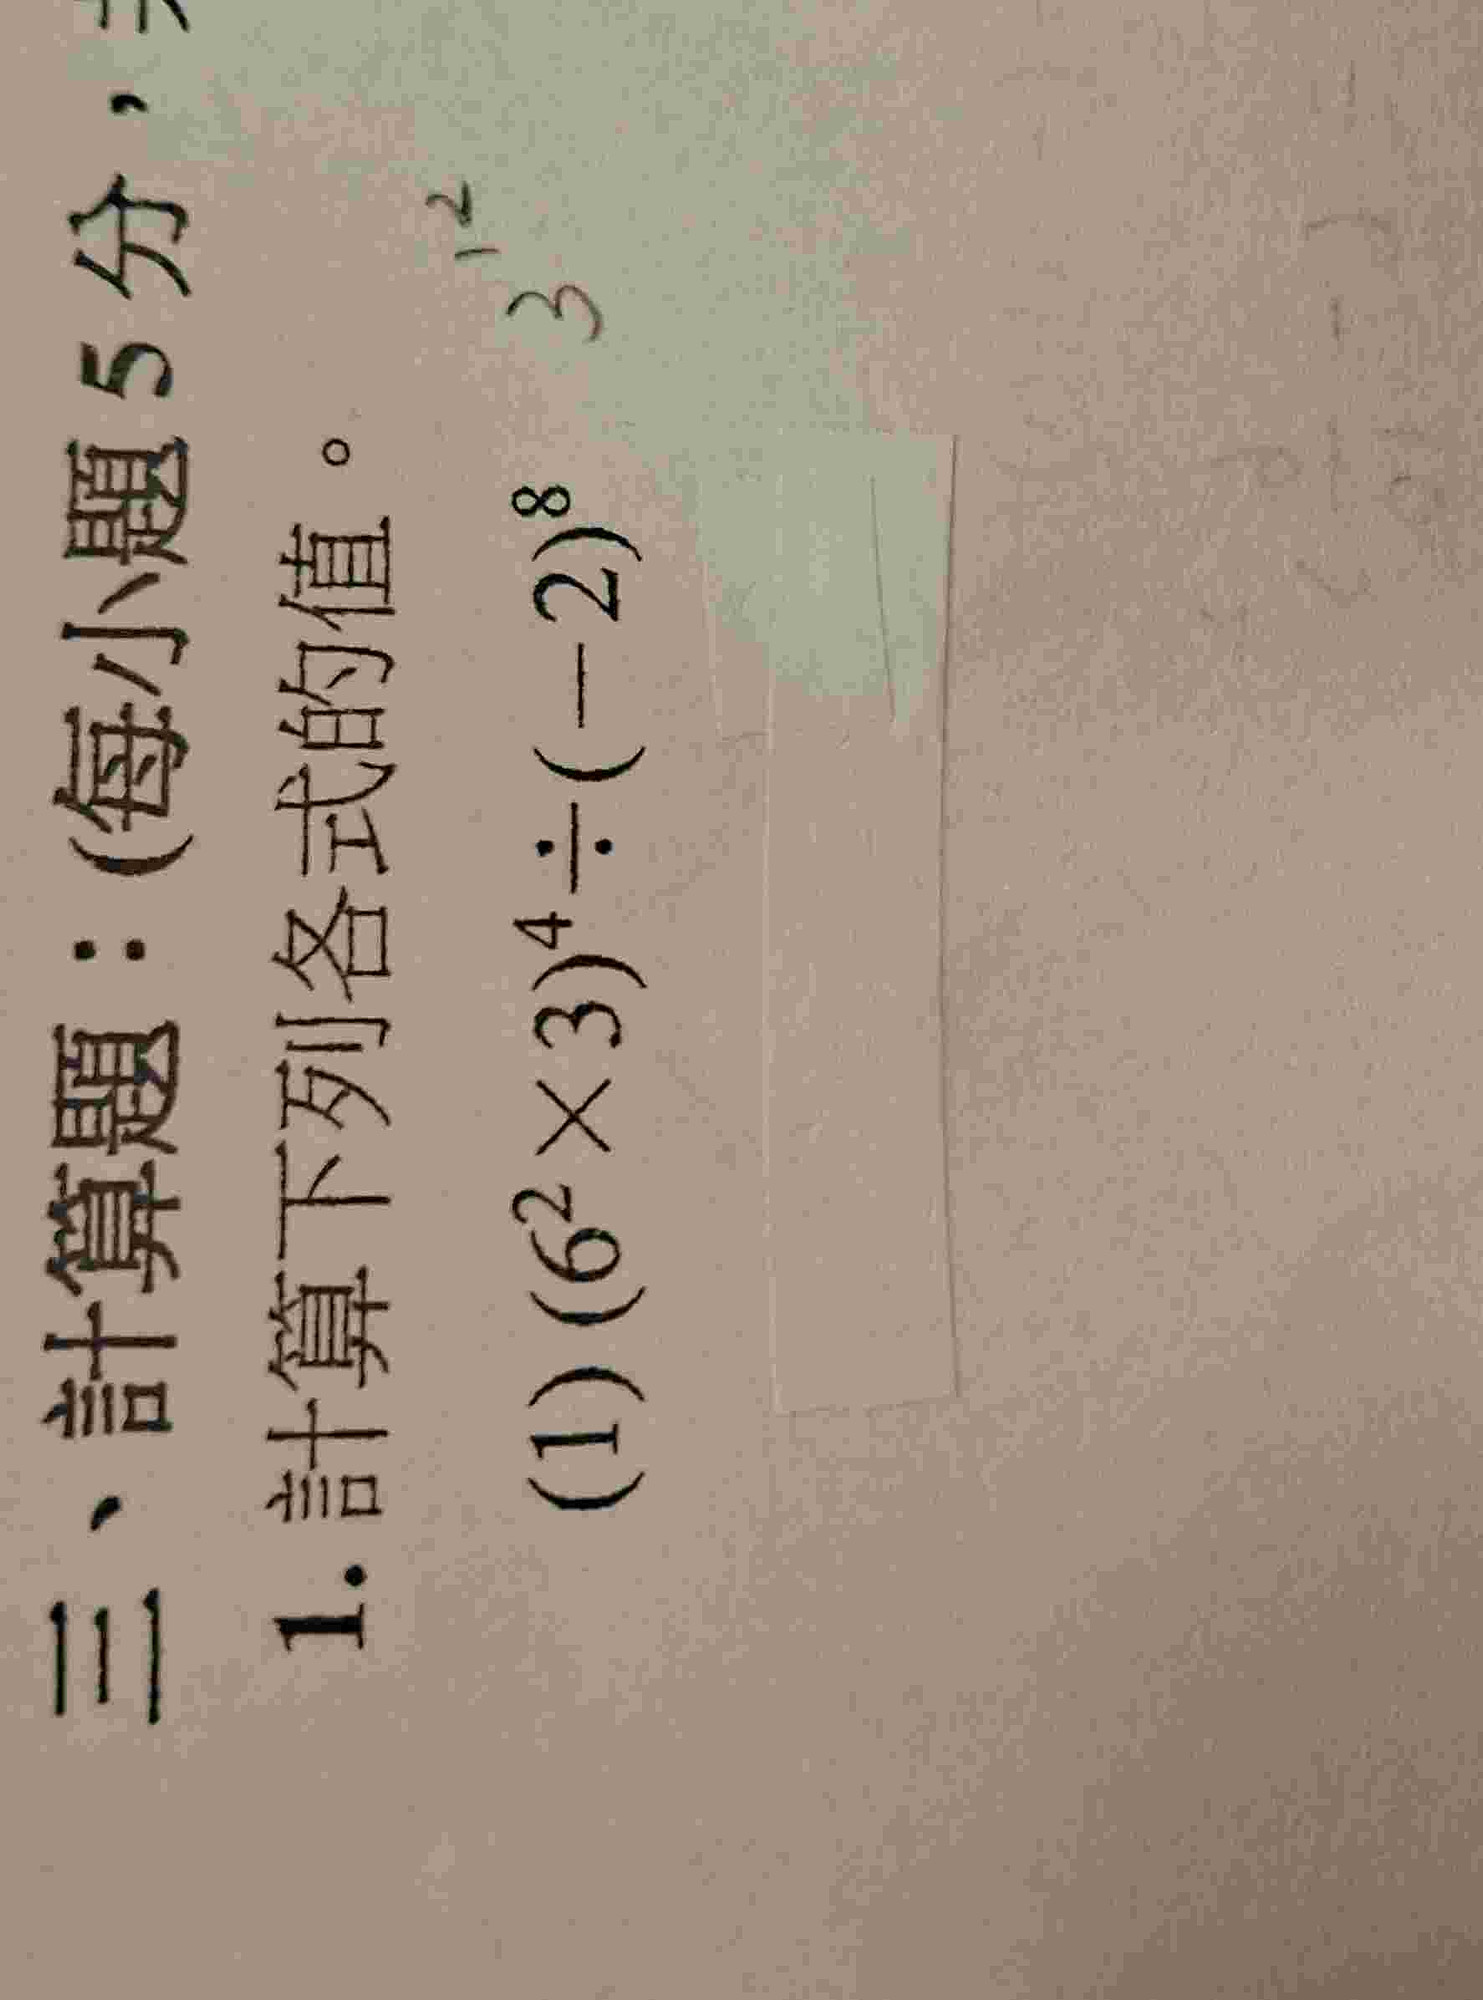 三、計算題：(每小題 5 分，
1. 計算下列各式的值。
(1) (6² × 3)⁴ ÷ (－2)⁸ 3¹²